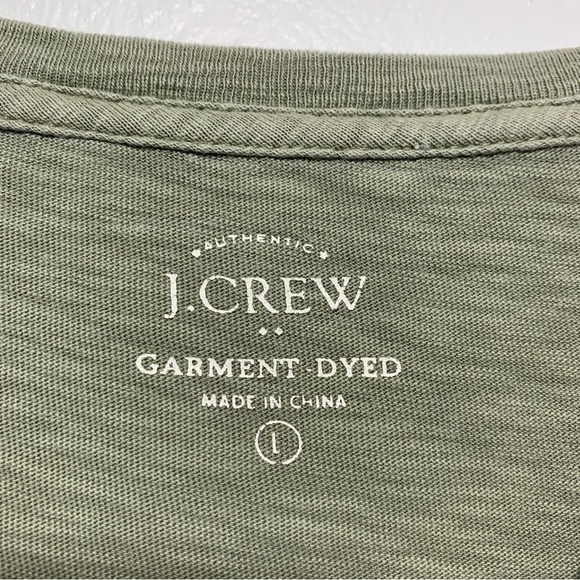 AUTHENTIC
J.CREW
GARMENT-DYED
MADE IN CHINA
L